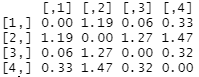 [,1] [,2] [,3] [,4]
[1,] 0.00 1.19 0.06 0.33
[2,] 1.19 0.00 1.27 1.47
[3,] 0.06 1.27 0.00 0.32
[4,] 0.33 1.47 0.32 0.00